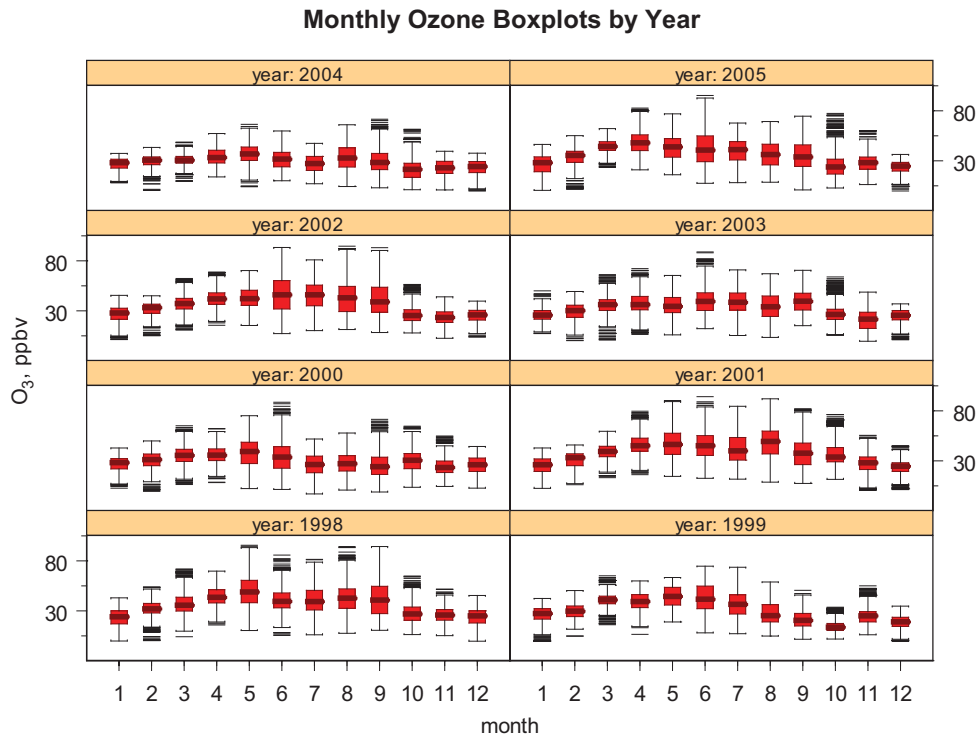 Monthly Ozone Boxplots by Year
year: 2004
year: 2005
80
30
year: 2002
year: 2003
80
30
year: 2000
year: 2001
80
30
year: 1998
year: 1999
80
30
O3, ppbv
1 2 3 4 5 6 7 8 9 10 11 12
1 2 3 4 5 6 7 8 9 10 11 12
month